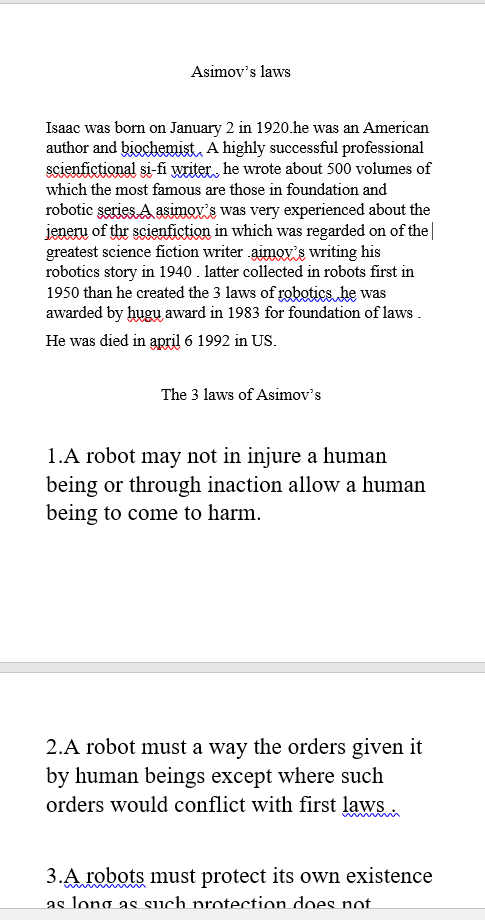 Asimov's laws
Isaac was born on January 2 in 1920.he was an American
author and biochemist . A highly successful professional
scienfictional si-fi writer . he wrote about 500 volumes of
which the most famous are those in foundation and
robotic series.A asimov's was very experienced about the
jeneru of thr scienfiction in which was regarded on of the
greatest science fiction writer .aimov's writing his
robotics story in 1940 . latter collected in robots first in
1950 than he created the 3 laws of robotics .he was
awarded by hugu award in 1983 for foundation of laws .
He was died in april 6 1992 in US.
The 3 laws of Asimov's
1.A robot may not in injure a human
being or through inaction allow a human
being to come to harm.
2.A robot must a way the orders given it
by human beings except where such
orders would conflict with first laws .
3.A robots must protect its own existence
as long as such protection does not